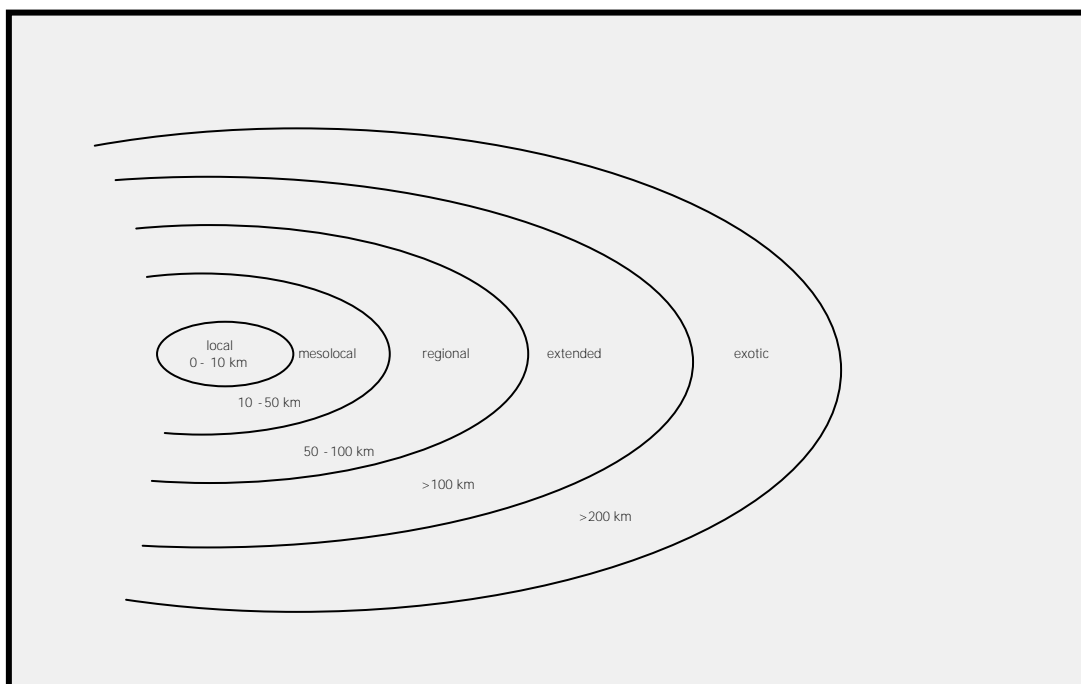 local
0 - 10 km
mesolocal
regional
extended
exotic
10 - 50 km
50 - 100 km
>100 km
>200 km